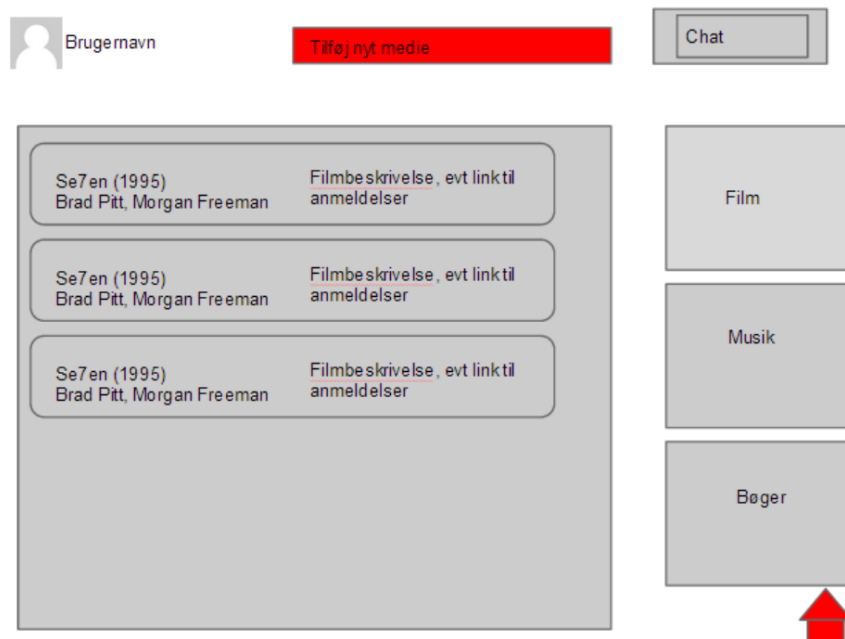 Brugernavn
Tilføj nyt medie
Chat
Se7en (1995)
Brad Pitt, Morgan Freeman
Filmbeskrivelse, evt link til
anmeldelser
Se7en (1995)
Brad Pitt, Morgan Freeman
Filmbeskrivelse, evt link til
anmeldelser
Se7en (1995)
Brad Pitt, Morgan Freeman
Filmbeskrivelse, evt link til
anmeldelser
Film
Musik
Bøger